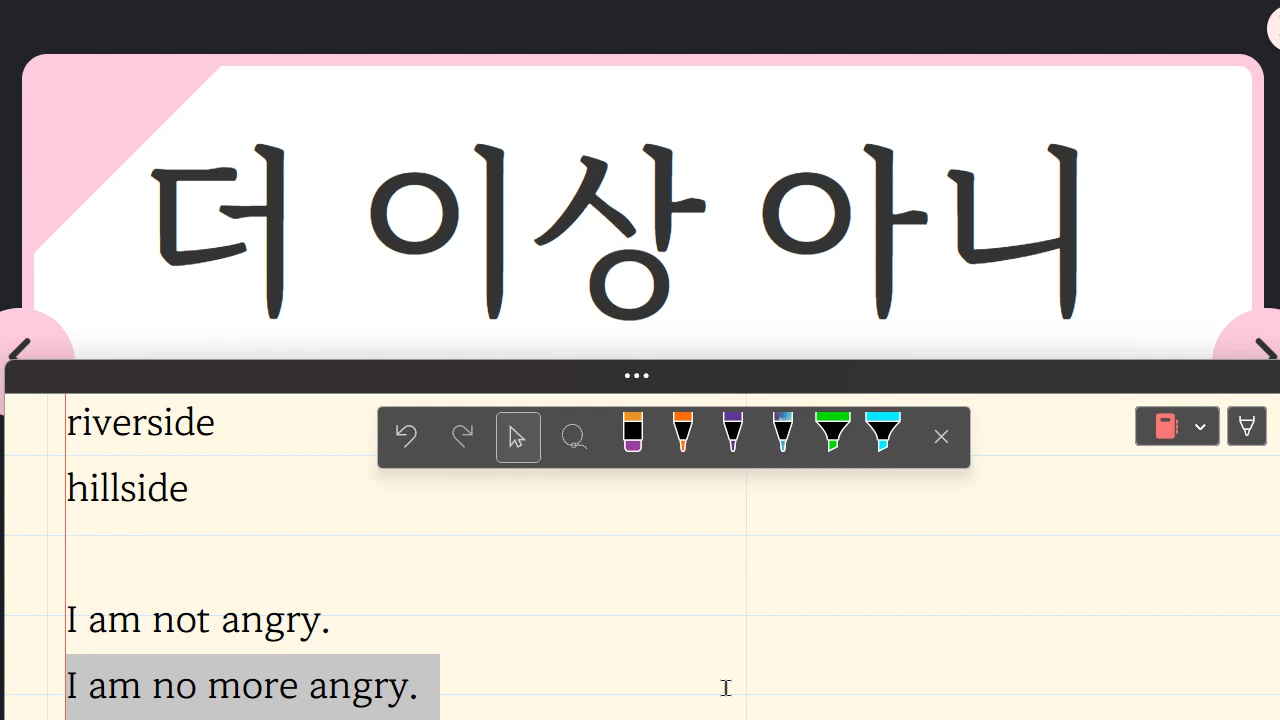 더 이상 아니
riverside
hillside
I am not angry.
I am no more angry.